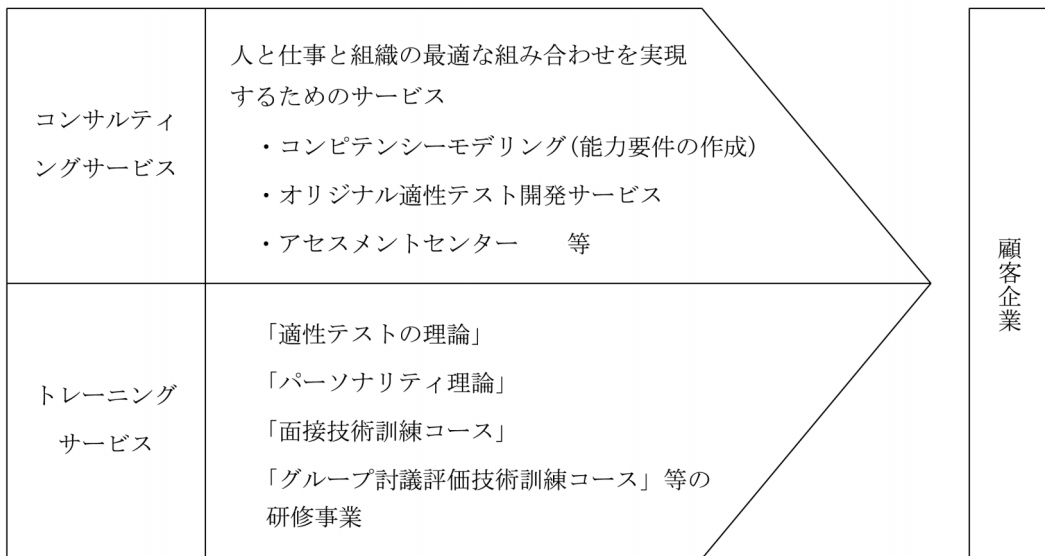 コンサルティ
ングサービス
人と仕事と組織の最適な組み合わせを実現
するためのサービス
・コンピテンシーモデリング(能力要件の作成)
・オリジナル適性テスト開発サービス
・アセスメントセンター　　等
トレーニング
サービス
「適性テストの理論」
「パーソナリティ理論」
「面接技術訓練コース」
「グループ討議評価技術訓練コース」等の
研修事業
顧客企業